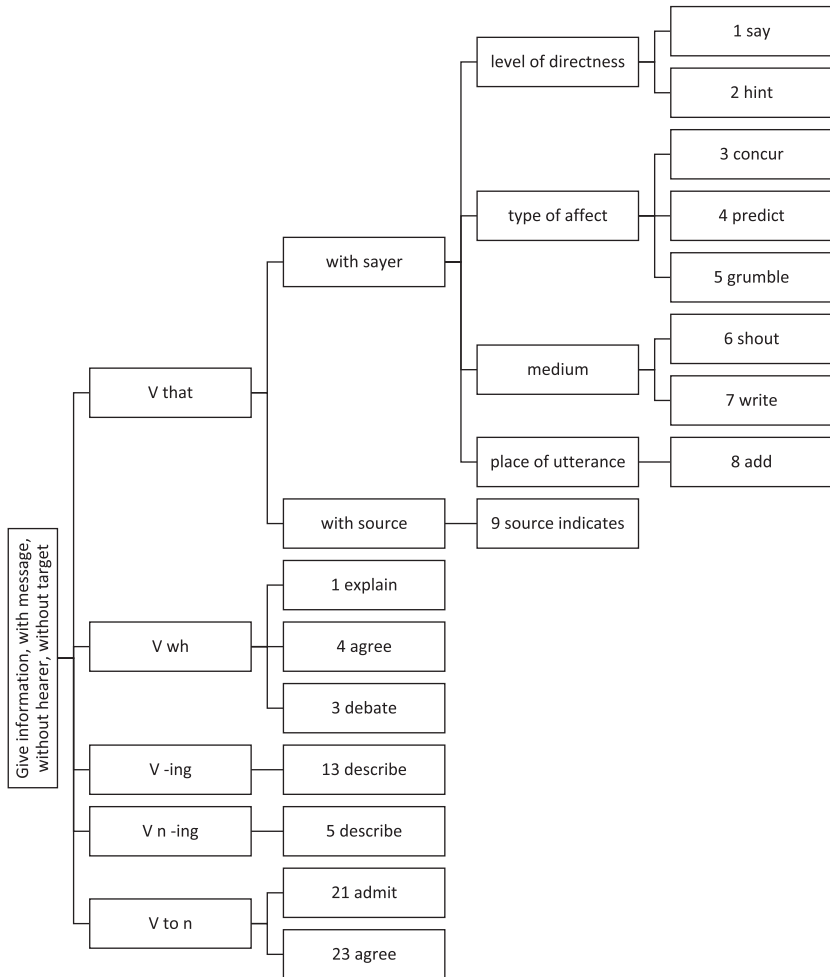 Give information, with message,
without hearer, without target
V that
with sayer
level of directness
1 say
2 hint
type of affect
3 concur
4 predict
5 grumble
medium
6 shout
7 write
place of utterance
8 add
with source
9 source indicates
V wh
1 explain
4 agree
3 debate
V -ing
13 describe
V n -ing
5 describe
V to n
21 admit
23 agree